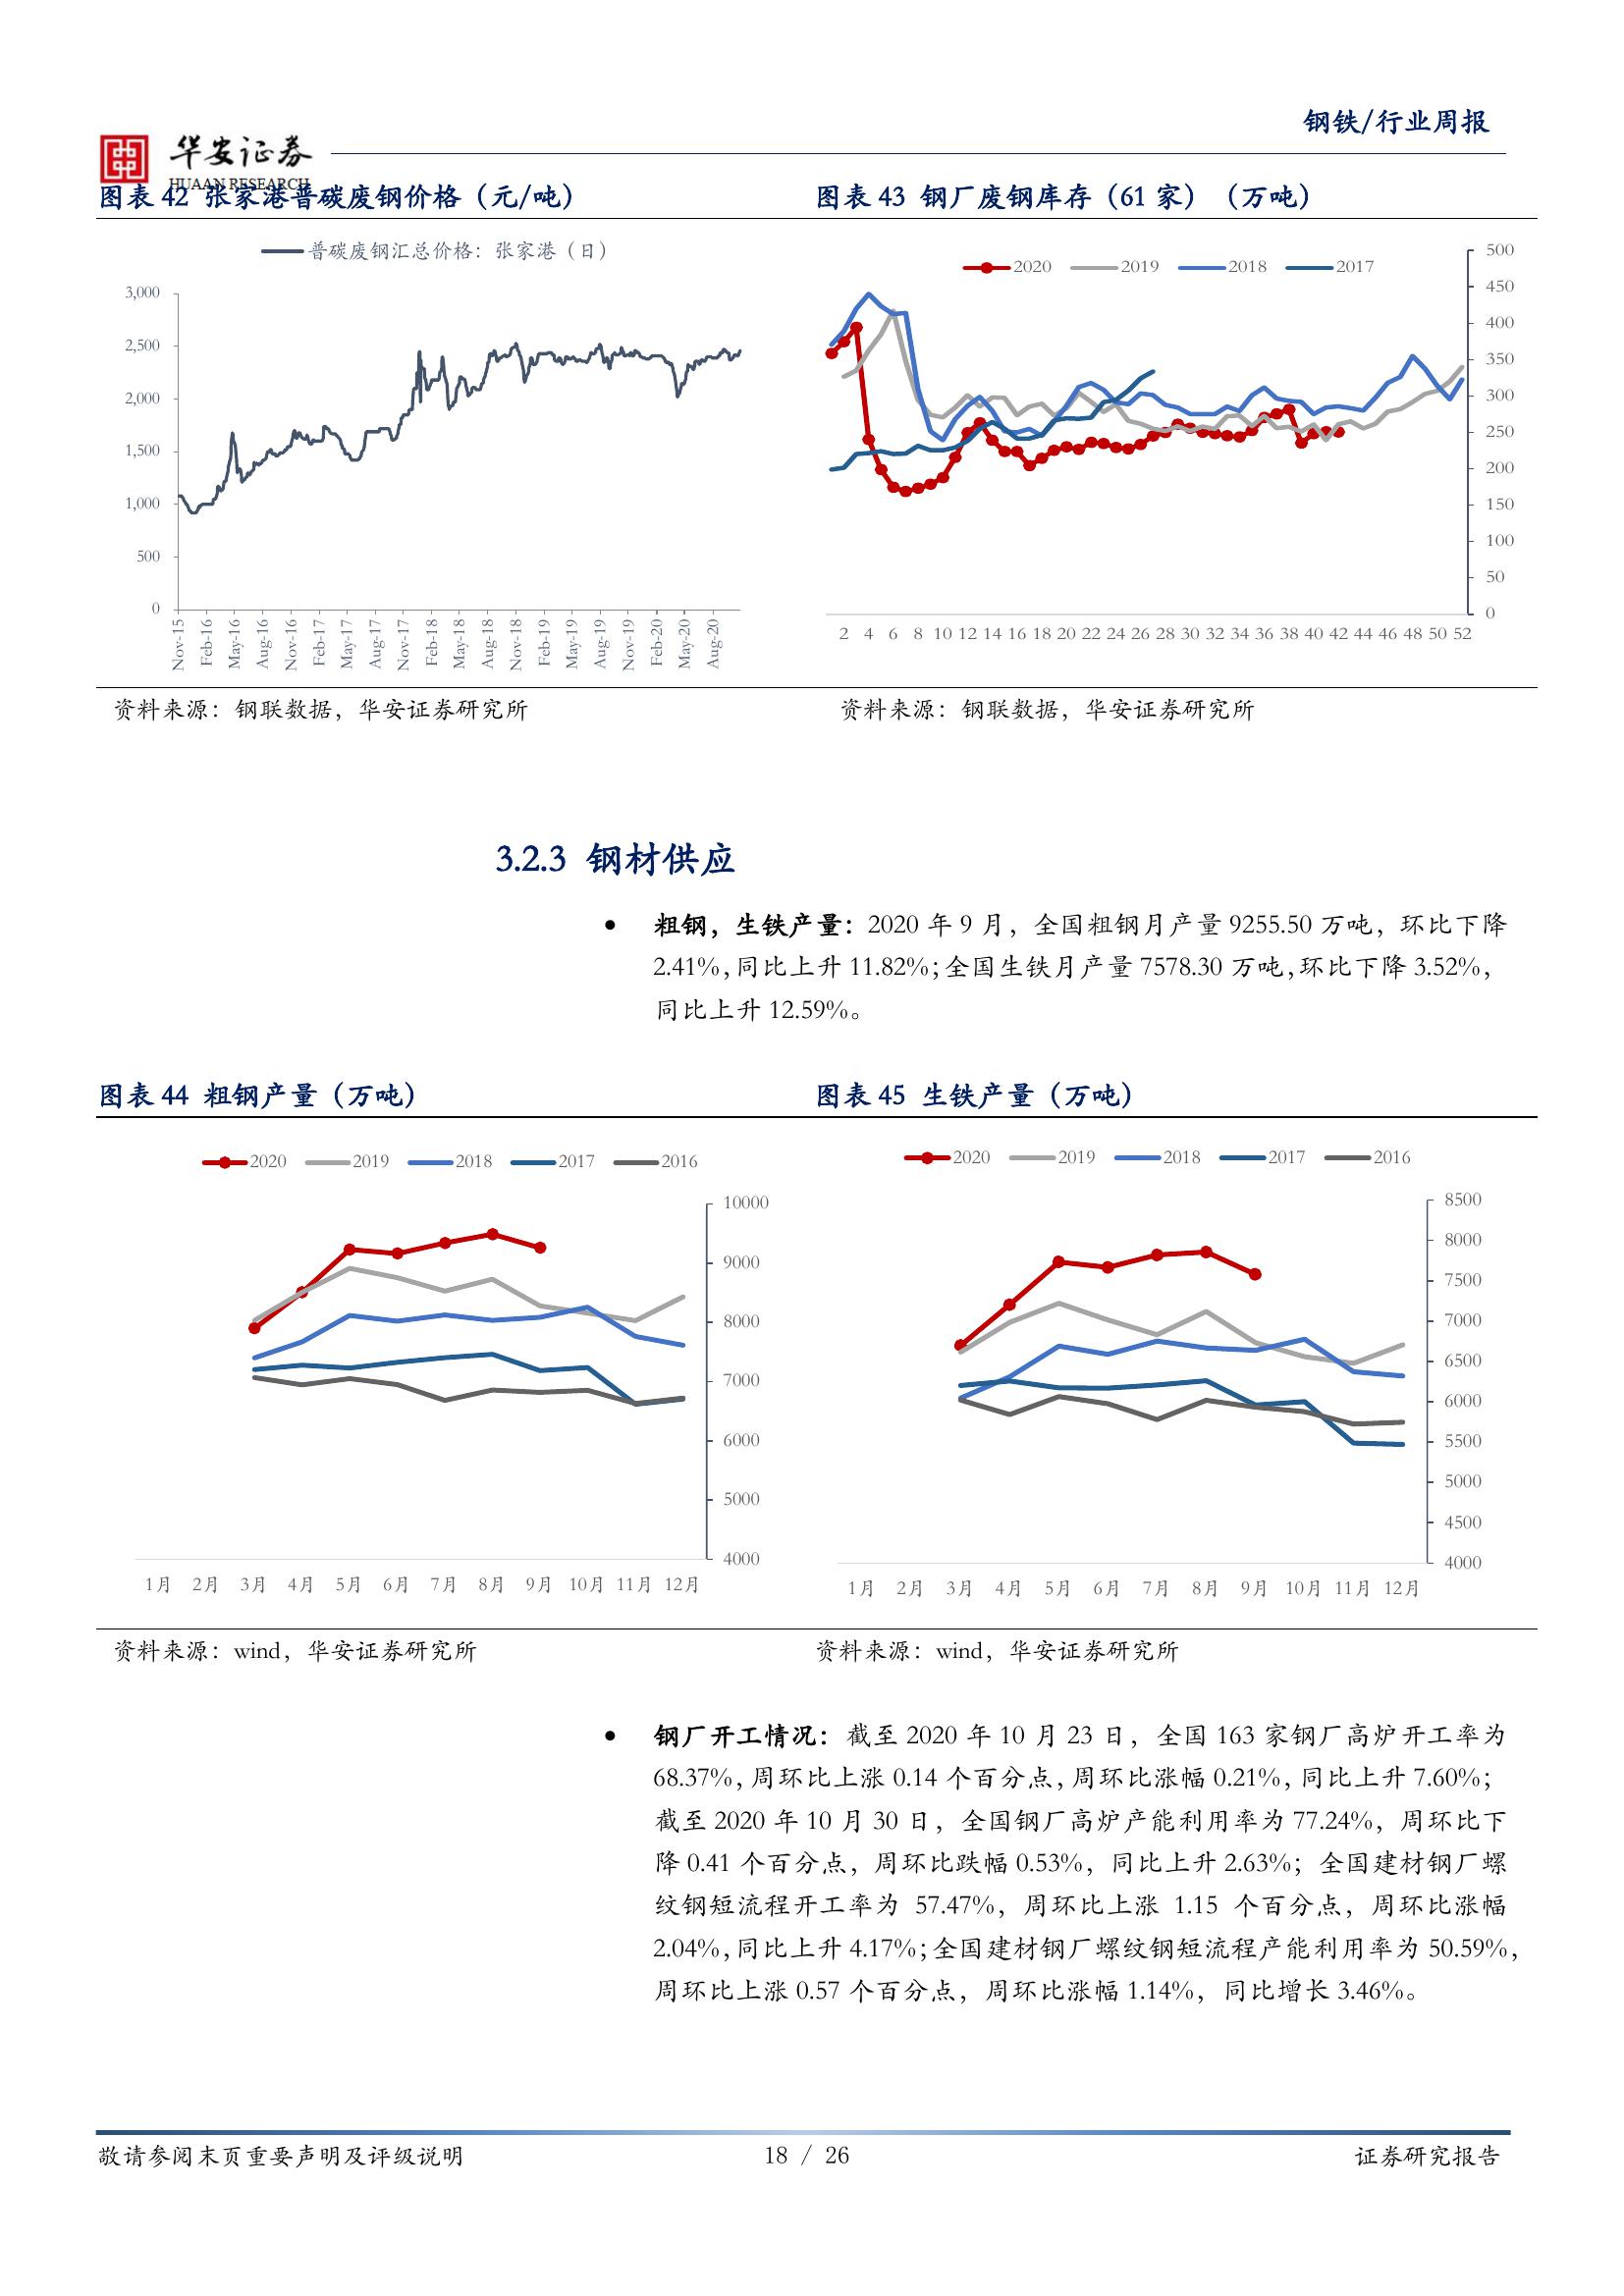 钢铁/行业周报
华安证券
HUAAN RESEARCH
图表 42 张家港普碳废钢价格（元/吨）
图表 43 钢厂废钢库存（61 家）（万吨）
普碳废钢汇总价格：张家港（日）
3,000
2,500
2,000
1,500
1,000
500
0
Nov-15 Feb-16 May-16 Aug-16 Nov-16 Feb-17 May-17 Aug-17 Nov-17 Feb-18 May-18 Aug-18 Nov-18 Feb-19 May-19 Aug-19 Nov-19 Feb-20 May-20 Aug-20
2020 2019 2018 2017
500
450
400
350
300
250
200
150
100
50
0
2 4 6 8 10 12 14 16 18 20 22 24 26 28 30 32 34 36 38 40 42 44 46 48 50 52
资料来源：钢联数据，华安证券研究所
资料来源：钢联数据，华安证券研究所
3.2.3 钢材供应
● 粗钢，生铁产量：2020 年 9 月，全国粗钢月产量 9255.50 万吨，环比下降
2.41%，同比上升 11.82%；全国生铁月产量 7578.30 万吨，环比下降 3.52%，
同比上升 12.59%。
图表 44 粗钢产量（万吨）
图表 45 生铁产量（万吨）
2020 2019 2018 2017 2016
10000
9000
8000
7000
6000
5000
4000
1月 2月 3月 4月 5月 6月 7月 8月 9月 10月 11月 12月
2020 2019 2018 2017 2016
8500
8000
7500
7000
6500
6000
5500
5000
4500
4000
1月 2月 3月 4月 5月 6月 7月 8月 9月 10月 11月 12月
资料来源：wind，华安证券研究所
资料来源：wind，华安证券研究所
● 钢厂开工情况：截至 2020 年 10 月 23 日，全国 163 家钢厂高炉开工率为
68.37%，周环比上涨 0.14 个百分点，周环比涨幅 0.21%，同比上升 7.60%；
截至 2020 年 10 月 30 日，全国钢厂高炉产能利用率为 77.24%，周环比下
降 0.41 个百分点，周环比跌幅 0.53%，同比上升 2.63%；全国建材钢厂螺
纹钢短流程开工率为 57.47%，周环比上涨 1.15 个百分点，周环比涨幅
2.04%，同比上升 4.17%；全国建材钢厂螺纹钢短流程产能利用率为 50.59%，
周环比上涨 0.57 个百分点，周环比涨幅 1.14%，同比增长 3.46%。
敬请参阅末页重要声明及评级说明
18 / 26
证券研究报告